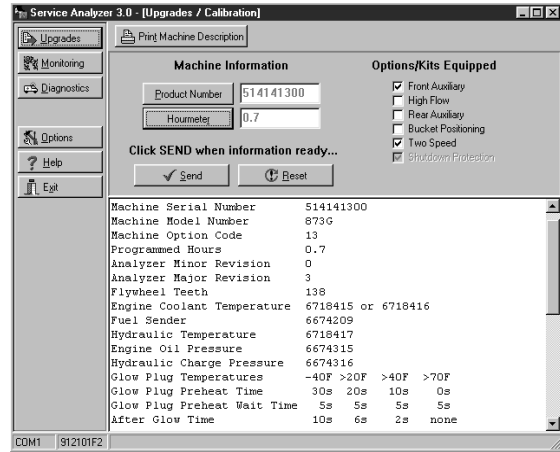 Service Analyzer 3.0 - [Upgrades / Calibration]
Upgrades
Monitoring
Diagnostics
Options
Help
Exit
Print Machine Description
Machine Information
Product Number 514141300
Hourmeter 0.7
Click SEND when information ready...
Send Reset
Options/Kits Equipped
Front Auxiliary
High Flow
Rear Auxiliary
Bucket Positioning
Two Speed
Shutdown Protection
Machine Serial Number 514141300
Machine Model Number 873G
Machine Option Code 13
Programmed Hours 0.7
Analyzer Minor Revision 0
Analyzer Major Revision 3
Flywheel Teeth 138
Engine Coolant Temperature 6718415 or 6718416
Fuel Sender 6674209
Hydraulic Temperature 6718417
Engine Oil Pressure 6674315
Hydraulic Charge Pressure 6674316
Glow Plug Temperatures -40F >20F >40F >70F
Glow Plug Preheat Time 30s 20s 10s 0s
Glow Plug Preheat Wait Time 5s 5s 5s 5s
After Glow Time 10s 6s 2s none
COM1 912101F2